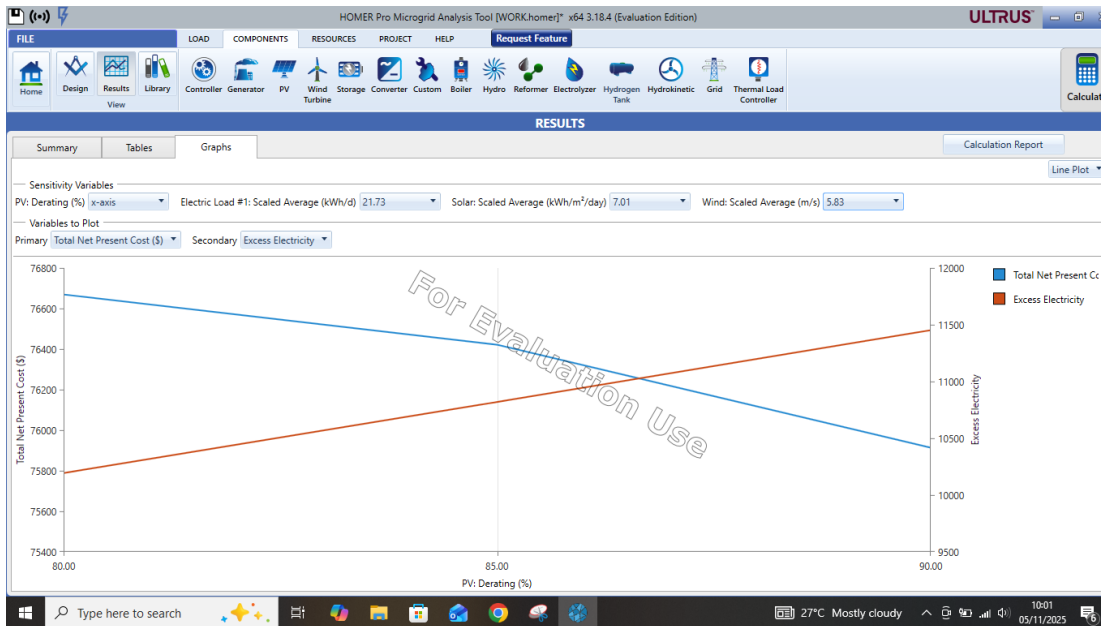 HOMER Pro Microgrid Analysis Tool [WORK.homer]* x64 3.18.4 (Evaluation Edition)
ULTRUS
FILE
LOAD COMPONENTS RESOURCES PROJECT HELP Request Feature
Home Design Results Library Controller Generator PV Wind Turbine Storage Converter Custom Boiler Hydro Reformer Electrolyzer Hydrogen Tank Hydrokinetic Grid Thermal Load Controller
Calculat
View
RESULTS
Summary Tables Graphs Calculation Report
Line Plot
Sensitivity Variables
PV: Derating (%) x-axis Electric Load #1: Scaled Average (kWh/d) 21.73 Solar: Scaled Average (kWh/m²/day) 7.01 Wind: Scaled Average (m/s) 5.83
Variables to Plot
Primary Total Net Present Cost ($) Secondary Excess Electricity
76800
76600
76400
76200
76000
75800
75600
75400
Total Net Present Cost ($)
For Evaluation Use
12000
11500
11000
10500
10000
9500
Excess Electricity
Total Net Present Cc
Excess Electricity
80.00 85.00 90.00
PV: Derating (%)
Type here to search
27°C Mostly cloudy
10:01
05/11/2025
6